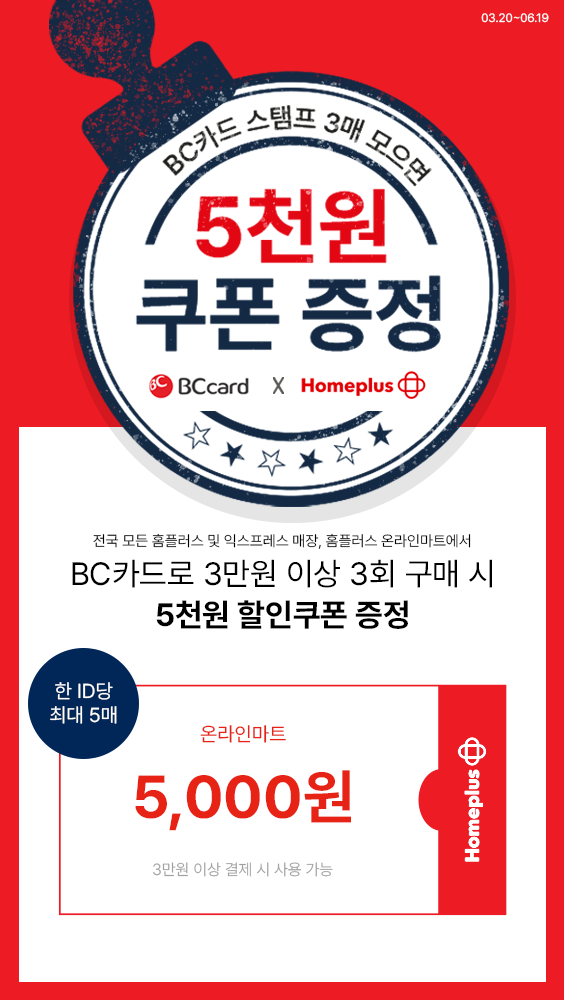 03.20~06.19
BC카드 스탬프 3매 모으면
5천원
쿠폰 증정
BC BCcard X Homeplus
전국 모든 홈플러스 및 익스프레스 매장, 홈플러스 온라인마트에서
BC카드로 3만원 이상 3회 구매 시
5천원 할인쿠폰 증정
한 ID당
최대 5매
온라인마트
5,000원
3만원 이상 결제 시 사용 가능
Homeplus